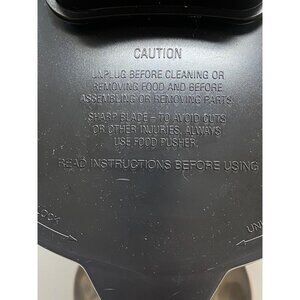 CAUTION
UNPLUG BEFORE CLEANING OR
REMOVING FOOD AND BEFORE
ASSEMBLING OR REMOVING PARTS.
SHARP BLADE – TO AVOID CUTS
OR OTHER INJURIES, ALWAYS
USE FOOD PUSHER.
READ INSTRUCTIONS BEFORE USING